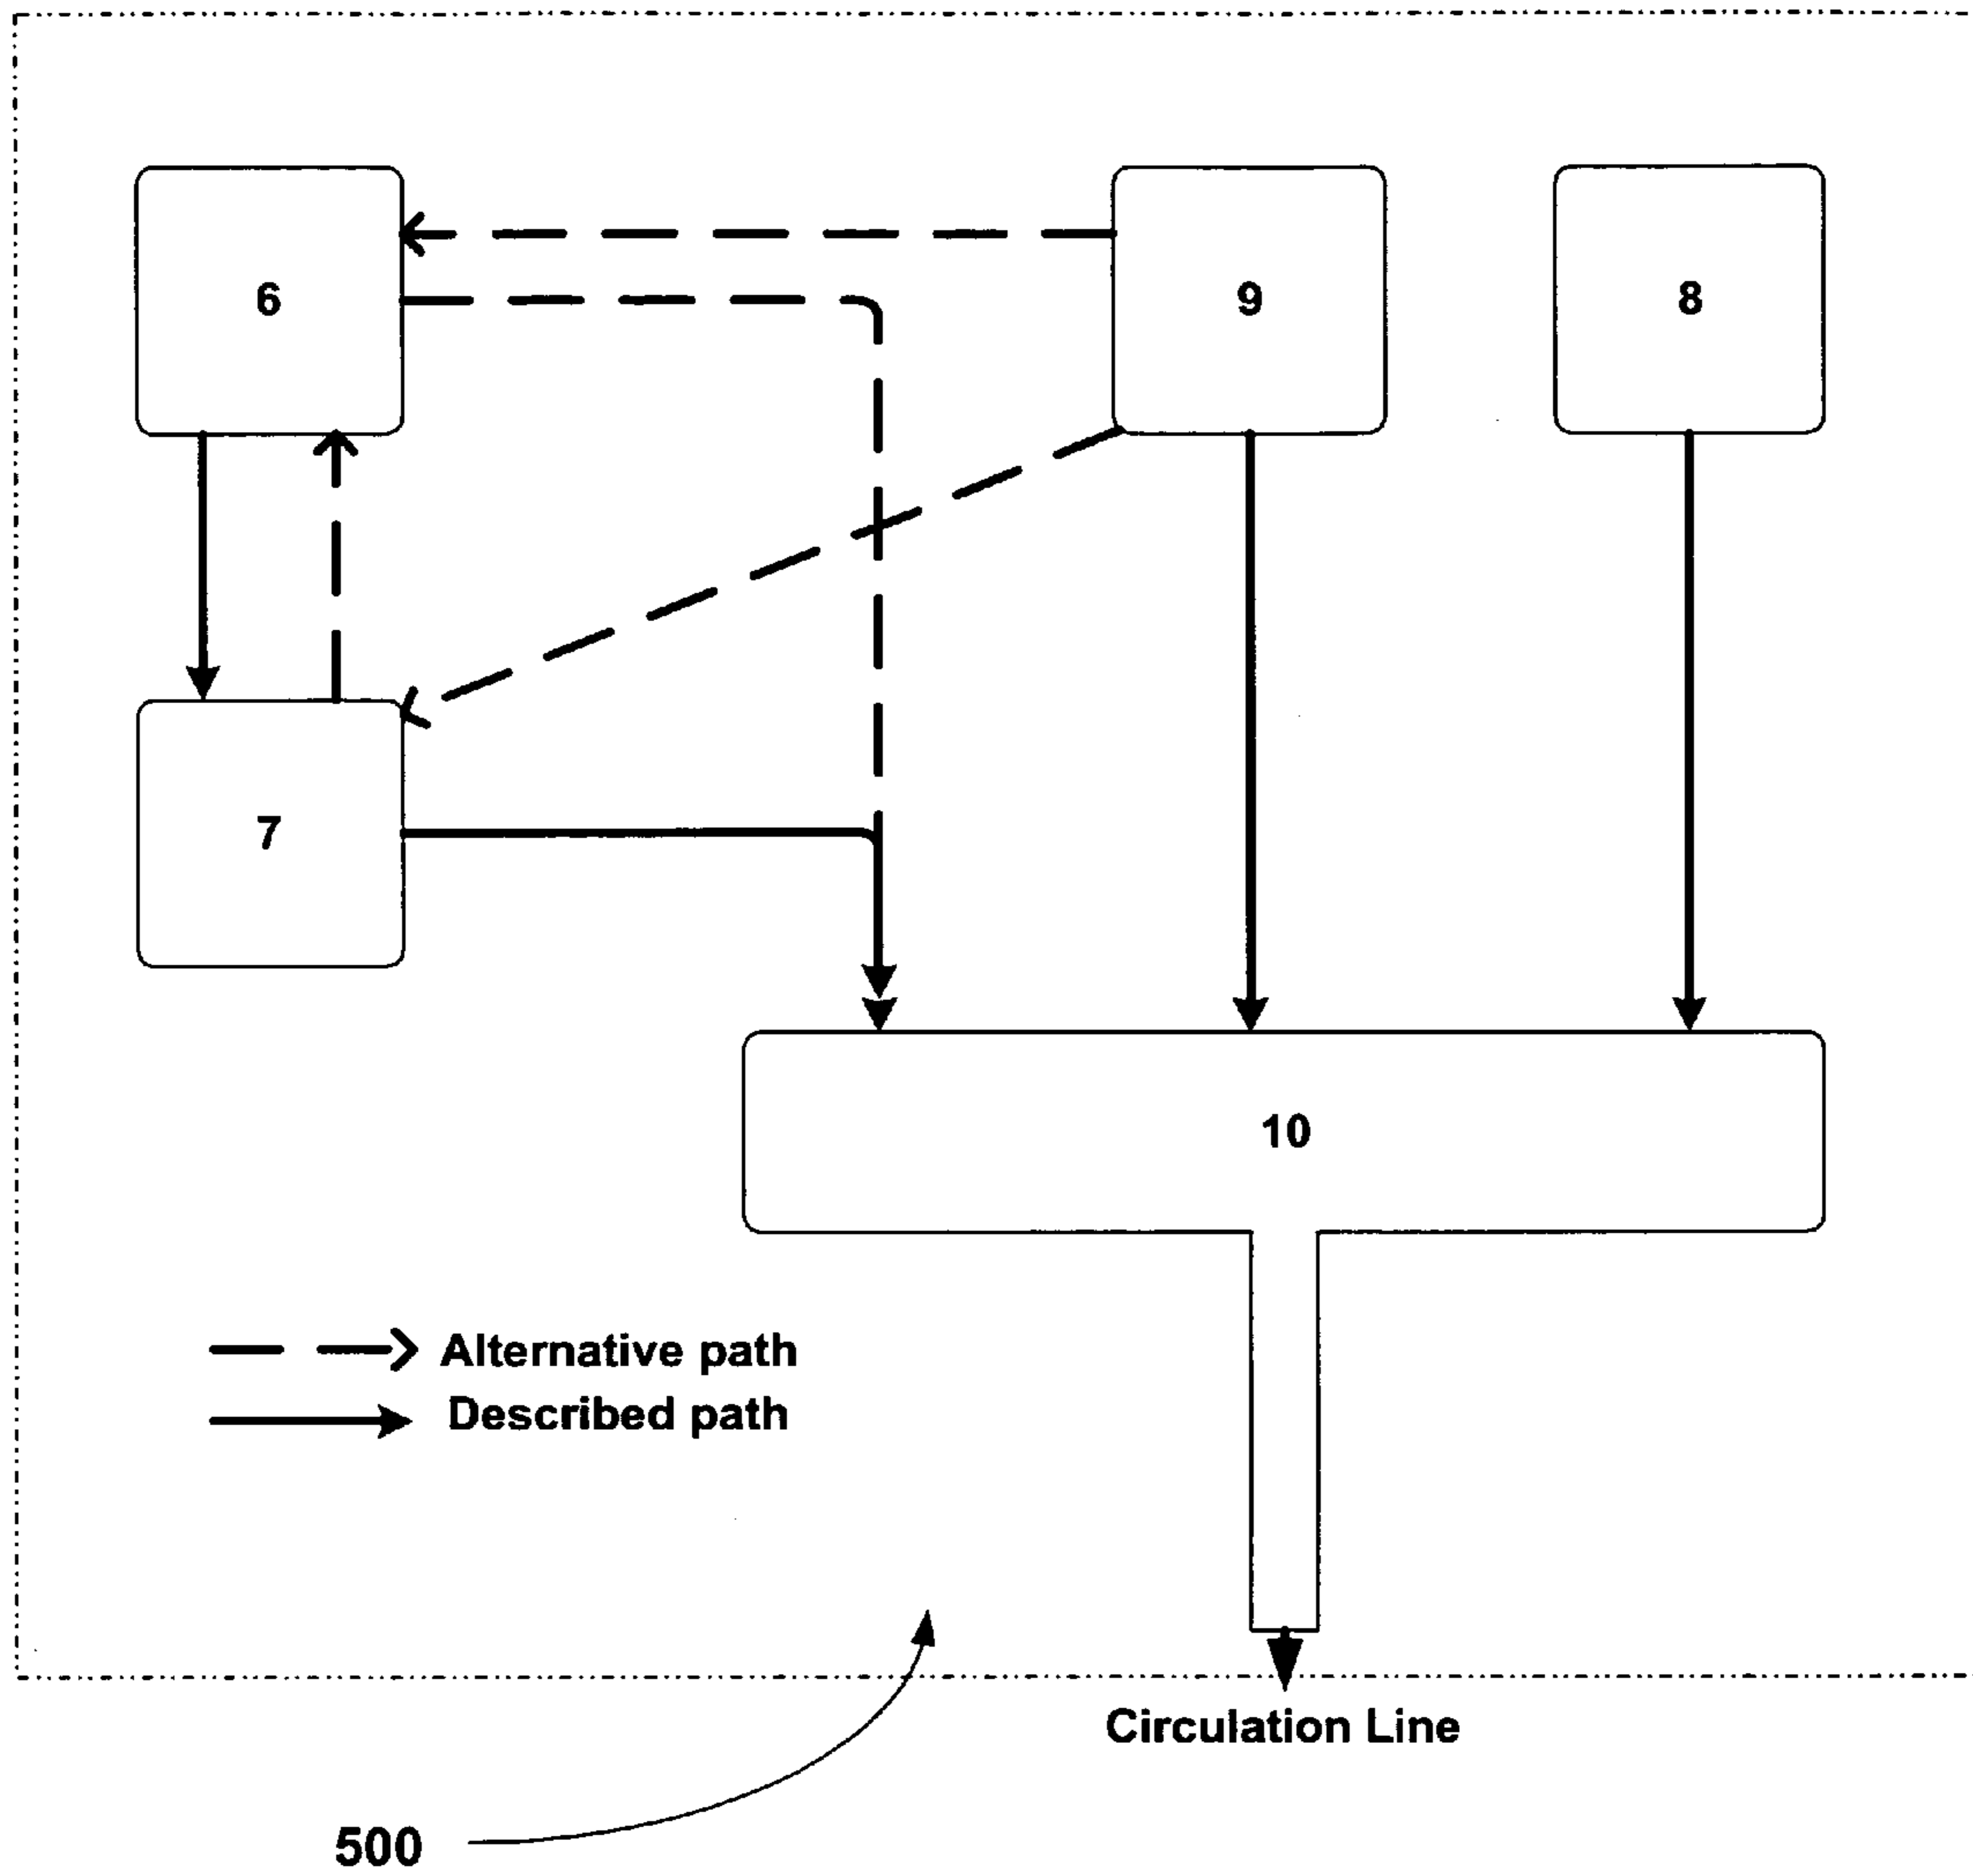 6
9
8
7
10
Alternative path
Described path
Circulation Line
500